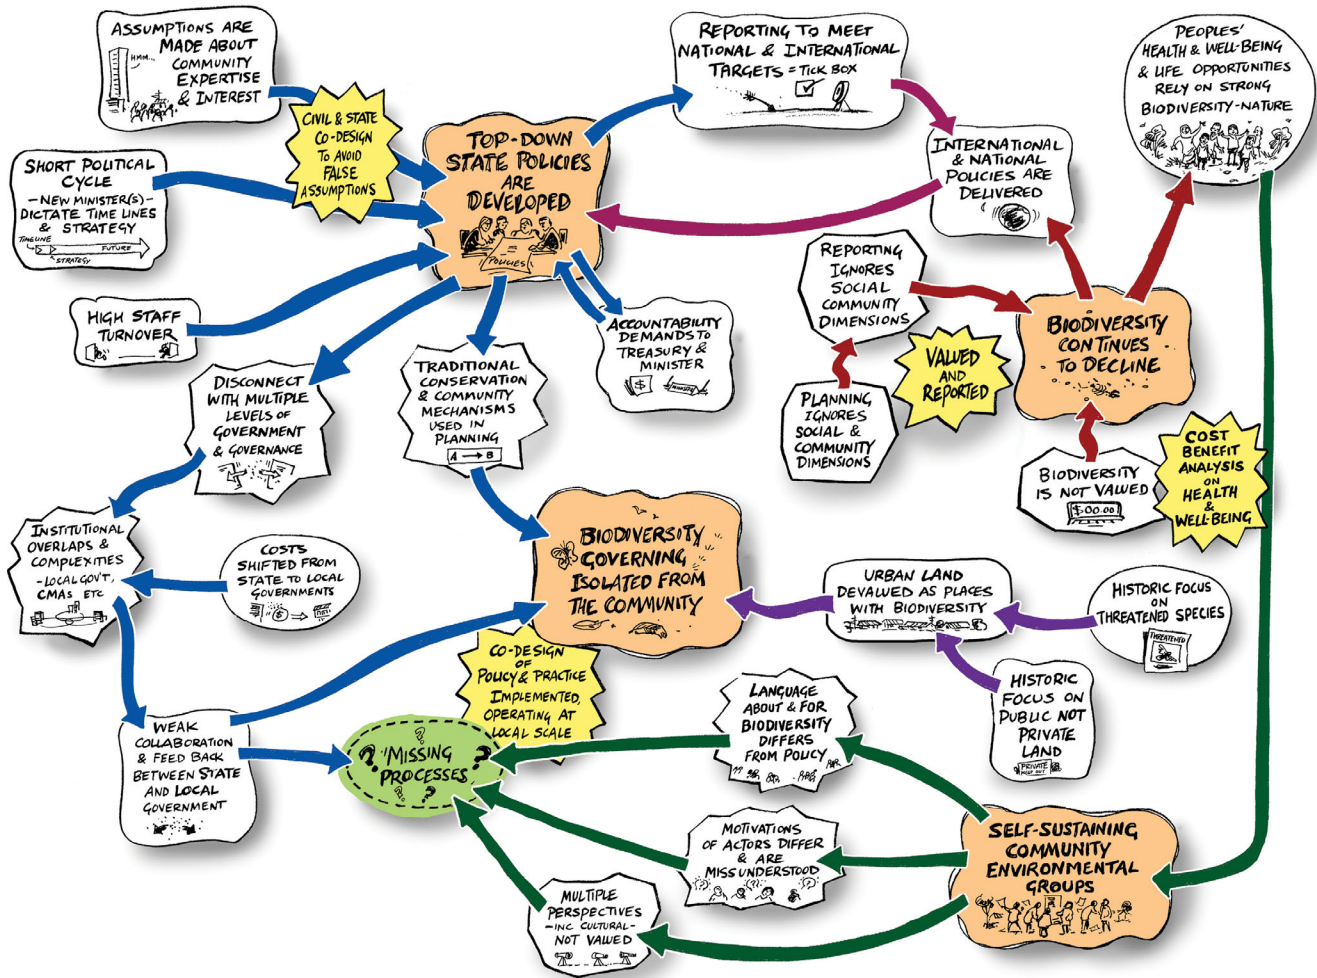 ASSUMPTIONS ARE
MADE ABOUT
COMMUNITY
EXPERTISE
& INTEREST
HMM...
CIVIL & STATE
CO-DESIGN
TO AVOID
FALSE
ASSUMPTIONS
SHORT POLITICAL
CYCLE
-NEW MINISTER(S)-
DICTATE TIME LINES
& STRATEGY
TIMELINE
FUTURE
STRATEGY
HIGH STAFF
TURNOVER
TOP-DOWN
STATE POLICIES
ARE
DEVELOPED
POLICIES
REPORTING TO MEET
NATIONAL & INTERNATIONAL
TARGETS = TICK BOX
INTERNATIONAL
& NATIONAL
POLICIES ARE
DELIVERED
PEOPLES'
HEALTH & WELL-BEING
& LIFE OPPORTUNITIES
RELY ON STRONG
BIODIVERSITY-NATURE
REPORTING
IGNORES
SOCIAL
COMMUNITY
DIMENSIONS
BIODIVERSITY
CONTINUES
TO DECLINE
VALUED
AND
REPORTED
PLANNING
IGNORES
SOCIAL &
COMMUNITY
DIMENSIONS
BIODIVERSITY
IS NOT VALUED
$00.00
COST
BENEFIT
ANALYSIS
ON
HEALTH
&
WELL-BEING
ACCOUNTABILITY
DEMANDS TO
TREASURY &
MINISTER
$
MINISTER
TRADITIONAL
CONSERVATION
& COMMUNITY
MECHANISMS
USED IN
PLANNING
A → B
DISCONNECT
WITH MULTIPLE
LEVELS OF
GOVERNMENT
& GOVERNANCE
INSTITUTIONAL
OVERLAPS &
COMPLEXITIES
-LOCAL GOV'T,
CMAs ETC
COSTS
SHIFTED FROM
STATE TO LOCAL
GOVERNMENTS
$
BIODIVERSITY
GOVERNING
ISOLATED FROM
THE COMMUNITY
URBAN LAND
DEVALUED AS PLACES
WITH BIODIVERSITY
HISTORIC FOCUS
ON
THREATENED SPECIES
THREATENED
HISTORIC
FOCUS ON
PUBLIC NOT
PRIVATE
LAND
PRIVATE
KEEP OUT
CO-DESIGN
OF
POLICY & PRACTICE
IMPLEMENTED,
OPERATING AT
LOCAL SCALE
WEAK
COLLABORATION
& FEED BACK
BETWEEN STATE
AND LOCAL
GOVERNMENT
? ? ?
'MISSING
PROCESSES'
? ? ?
LANGUAGE
ABOUT & FOR
BIODIVERSITY
DIFFERS
FROM POLICY
MOTIVATIONS
OF ACTORS DIFFER
& ARE
MISS UNDERSTOOD
MULTIPLE
PERSPECTIVES
-INC CULTURAL-
NOT VALUED
SELF-SUSTAINING
COMMUNITY
ENVIRONMENTAL
GROUPS